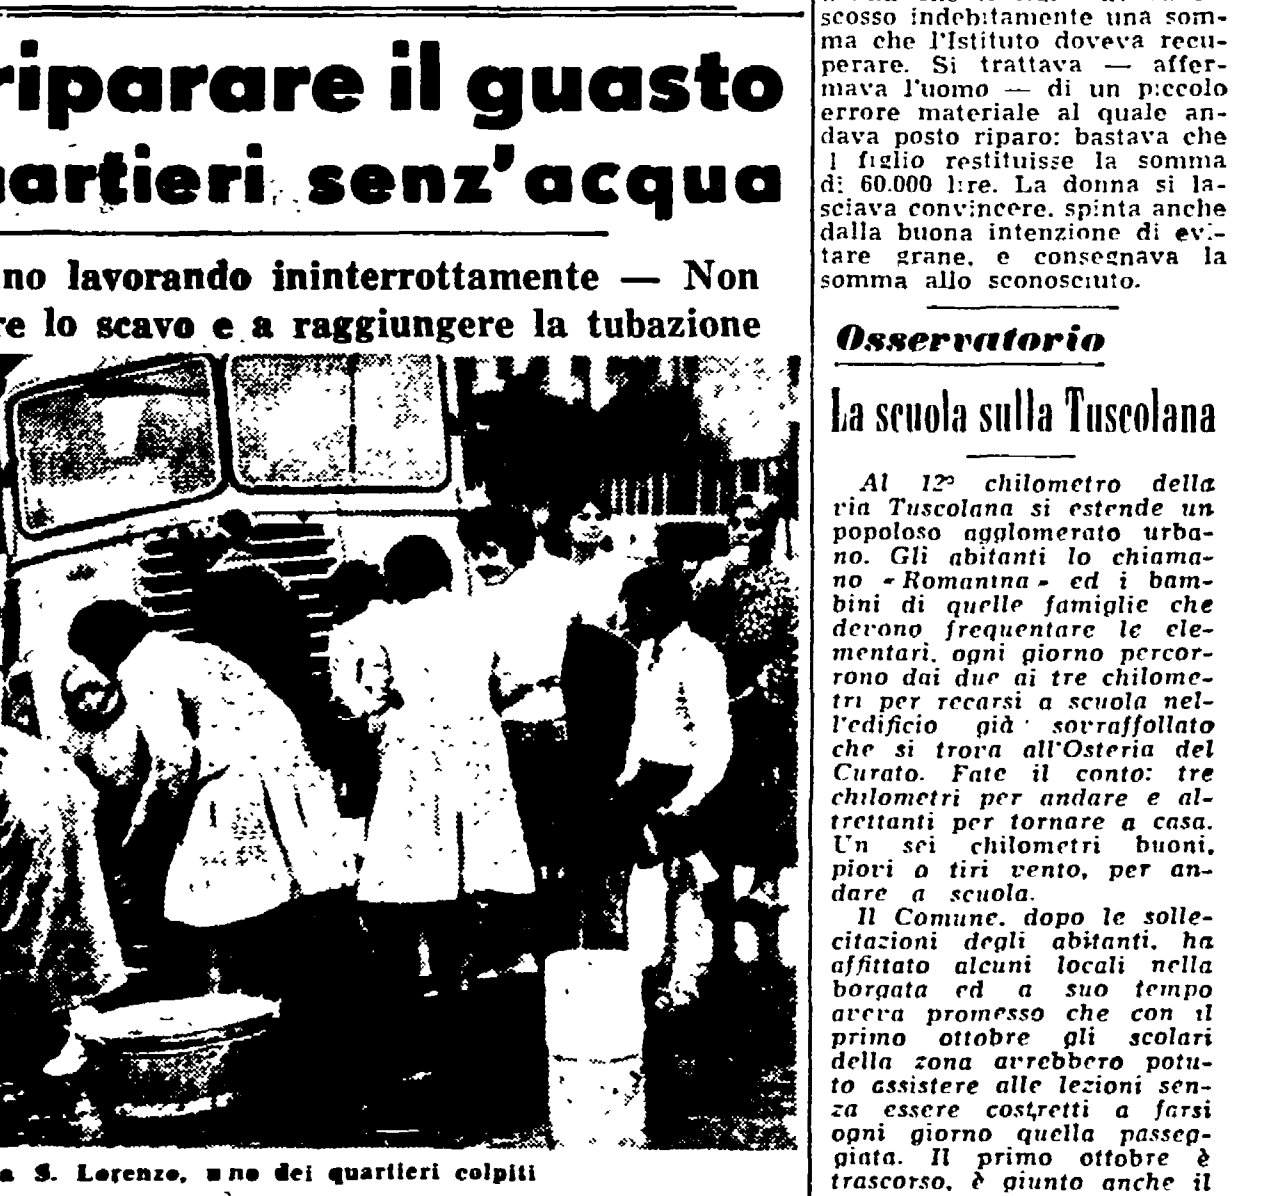 riparare il guasto
artieri senz'acqua
no lavorando ininterrottamente — Non
re lo scavo e a raggiungere la tubazione
a S. Lorenzo, uno dei quartieri colpiti
scosso indebitamente una som-
ma che l'Istituto doveva recu-
perare. Si trattava — affer-
mava l'uomo — di un piccolo
errore materiale al quale an-
dava posto riparo: bastava che
l figlio restituisse la somma
di 60.000 lire. La donna si la-
sciava convincere, spinta anche
dalla buona intenzione di evi-
tare grane, e consegnava la
somma allo sconosciuto.
Osservatorio
La scuola sulla Tuscolana
Al 12° chilometro della
via Tuscolana si estende un
popoloso agglomerato urba-
no. Gli abitanti lo chiama-
no «Romanina» ed i bam-
bini di quelle famiglie che
devono frequentare le ele-
mentari, ogni giorno percor-
rono dai due ai tre chilome-
tri per recarsi a scuola nel-
l'edificio già sovraffollato
che si trova all'Osteria del
Curato. Fate il conto: tre
chilometri per andare e al-
trettanti per tornare a casa.
Un sei chilometri buoni,
piovi o tiri vento, per an-
dare a scuola.
Il Comune, dopo le solle-
citazioni degli abitanti, ha
affittato alcuni locali nella
borgata ed a suo tempo
aveva promesso che con il
primo ottobre gli scolari
della zona avrebbero potu-
to assistere alle lezioni sen-
za essere costretti a farsi
ogni giorno quella passeg-
giata. Il primo ottobre è
trascorso, è giunto anche il